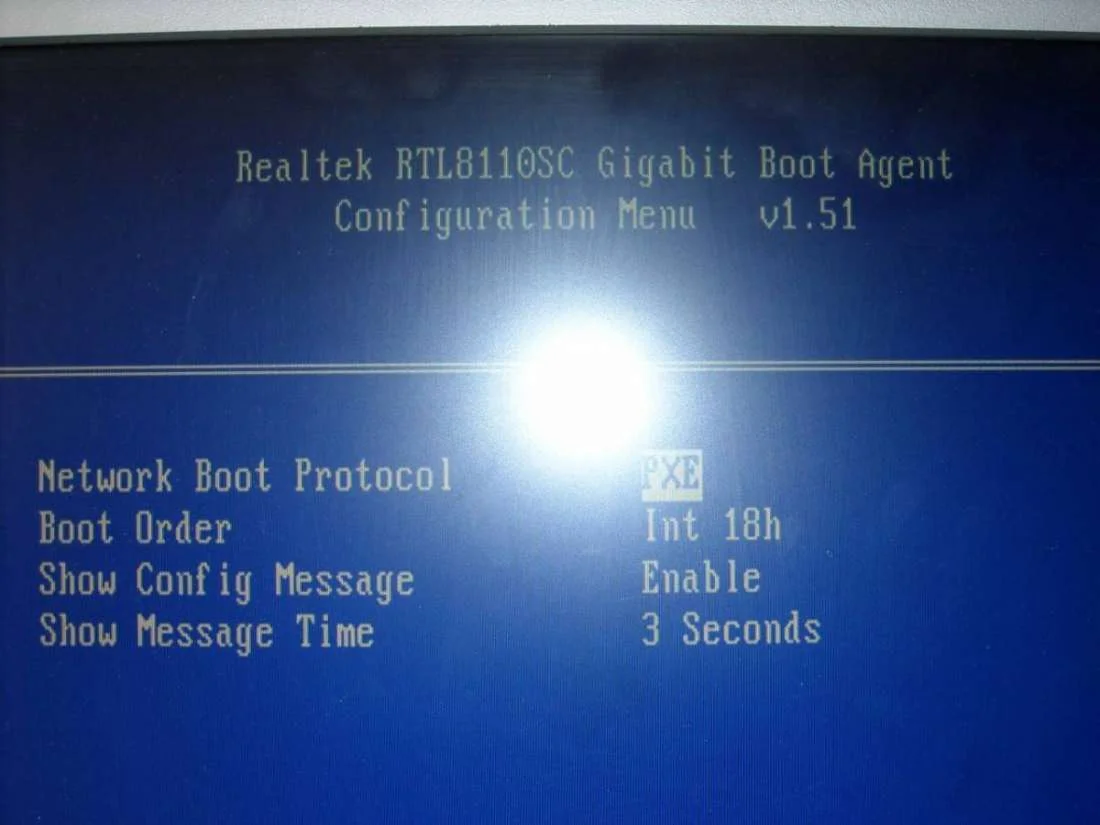 Realtek RTL8110SC Gigabit Boot Agent
Configuration Menu v1.51
Network Boot Protocol PXE
Boot Order Int 18h
Show Config Message Enable
Show Message Time 3 Seconds